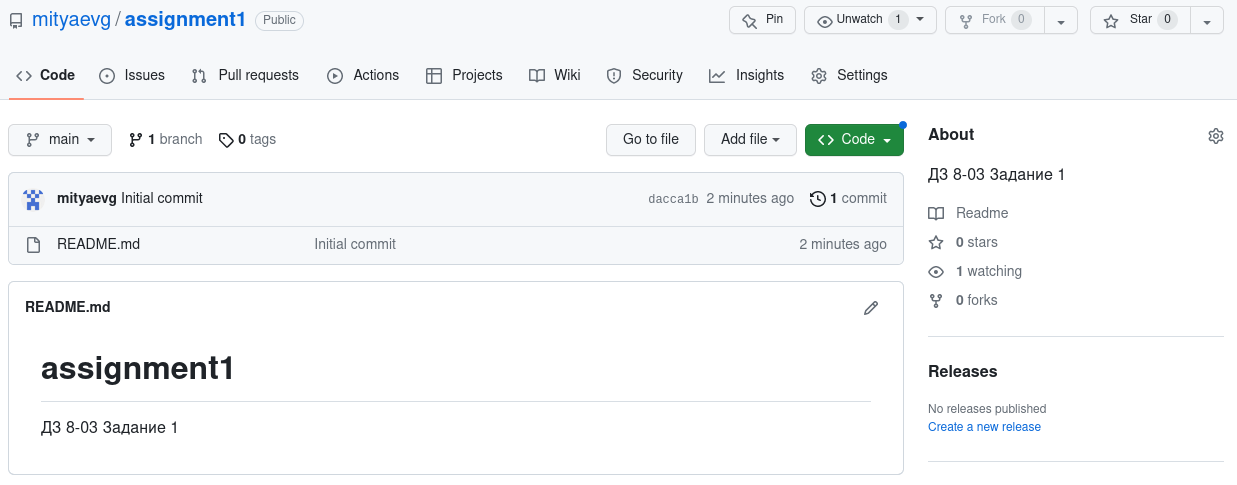 mityaevg / assignment1 Public Pin Unwatch 1 Fork 0 Star 0
Code Issues Pull requests Actions Projects Wiki Security Insights Settings
main 1 branch 0 tags Go to file Add file Code
mityaevg Initial commit dacca1b 2 minutes ago 1 commit
README.md Initial commit 2 minutes ago
README.md
assignment1
ДЗ 8-03 Задание 1
About
ДЗ 8-03 Задание 1
Readme
0 stars
1 watching
0 forks
Releases
No releases published
Create a new release